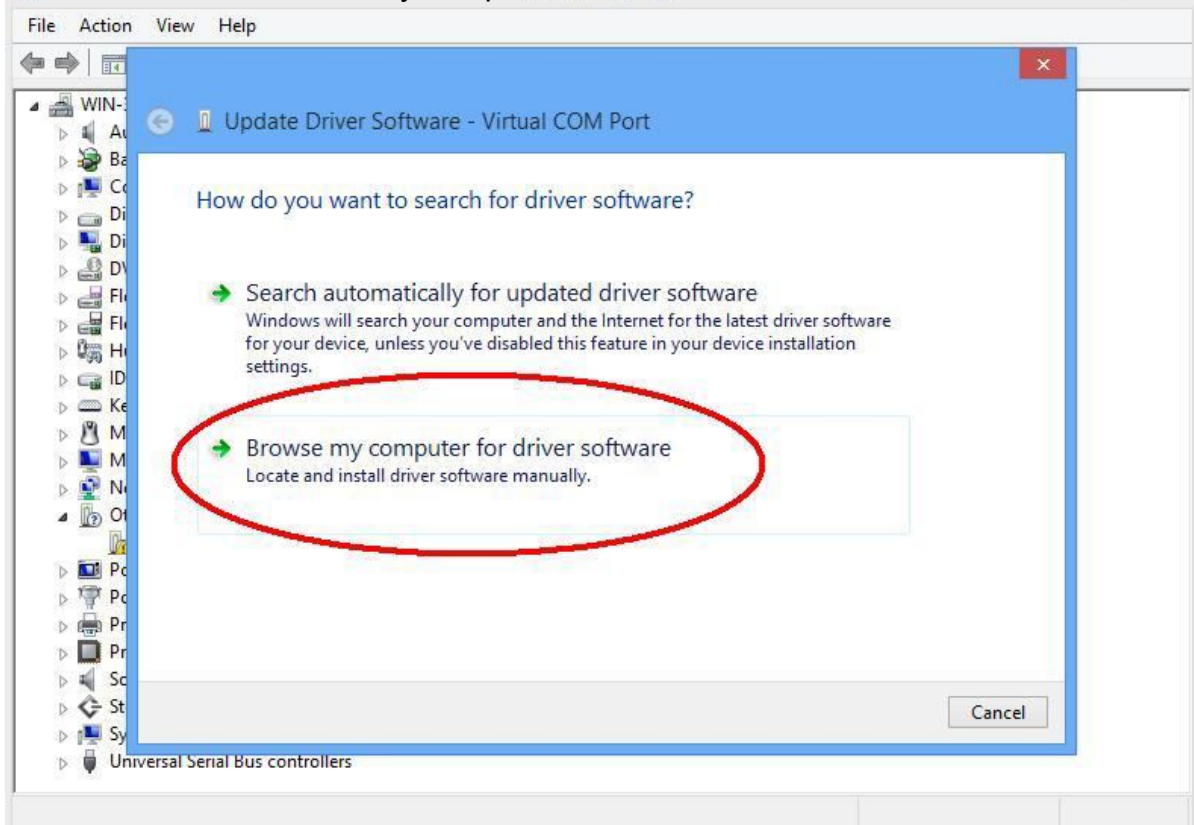 File Action View Help
WIN-
Update Driver Software - Virtual COM Port
How do you want to search for driver software?
Search automatically for updated driver software
Windows will search your computer and the Internet for the latest driver software
for your device, unless you've disabled this feature in your device installation
settings.
Browse my computer for driver software
Locate and install driver software manually.
Cancel
Universal Serial Bus controllers